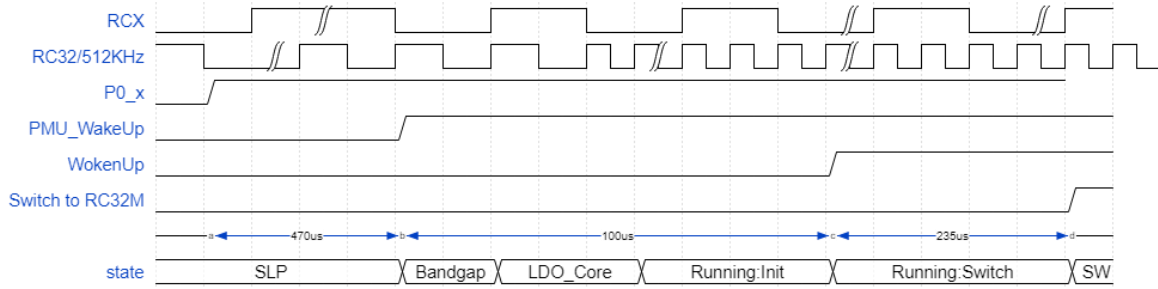 RCX
RC32/512KHz
P0_x
PMU_WakeUp
WokenUp
Switch to RC32M
a 470us b 100us c 235us d
state SLP Bandgap LDO_Core Running:Init Running:Switch SW